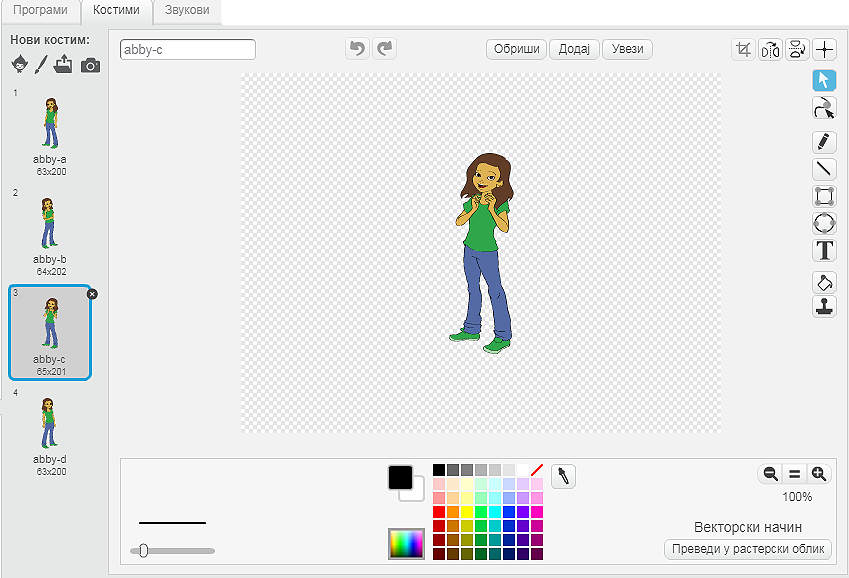 Програми Костими Звукови
Нови костим:
abby-c
Обриши Додај Увези
1
abby-a
63x200
2
abby-b
64x202
3
abby-c
65x201
4
abby-d
63x200
T
100%
Векторски начин
Преведи у растерски облик